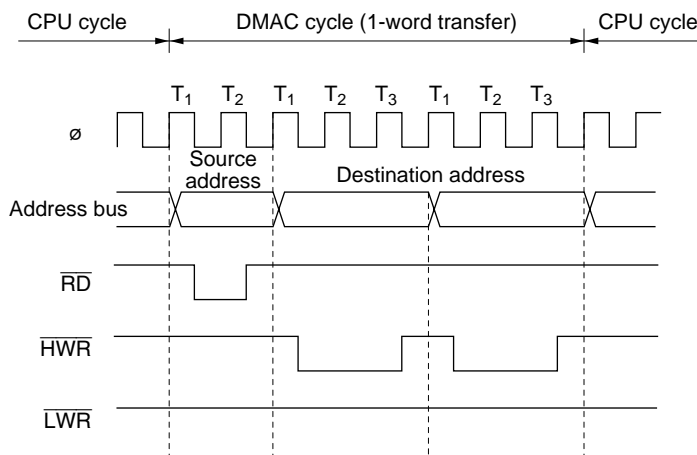 CPU cycle DMAC cycle (1-word transfer) CPU cycle
T1 T2 T1 T2 T3 T1 T2 T3
ø
Source
address
Destination address
Address bus
RD
HWR
LWR